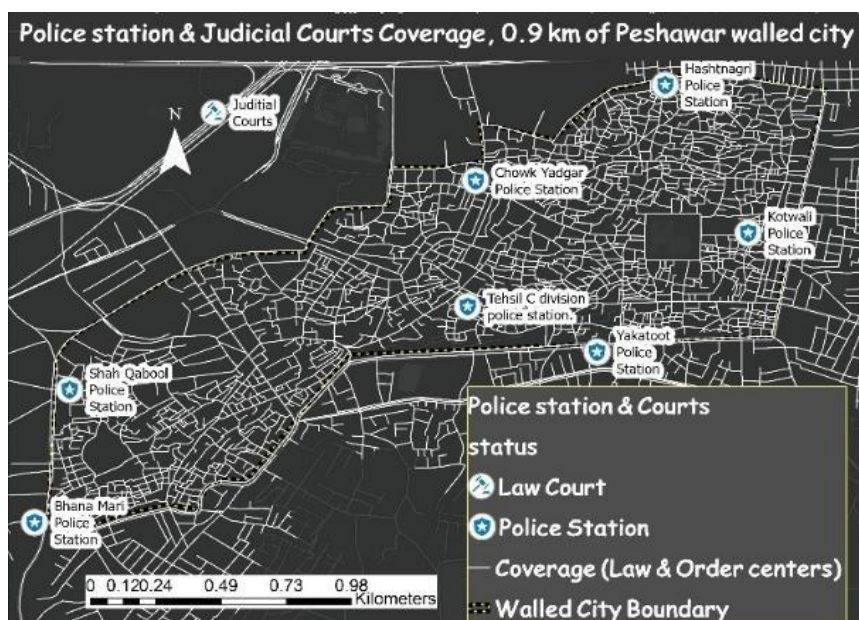 Police station & Judicial Courts Coverage, 0.9 km of Peshawar walled city
Hashtnagri
Police
Station
Juditial
Courts
N
Chowk Yadgar
Police Station
Kotwali
Police
Station
Tehsil C division
police station.
Yakatoot
Police
Station
Shah Qabool
Police
Station
Bhana Mari
Police
Station
Police station & Courts
status
Law Court
Police Station
Coverage (Law & Order centers)
Walled City Boundary
0 0.12 0.24 0.49 0.73 0.98
Kilometers